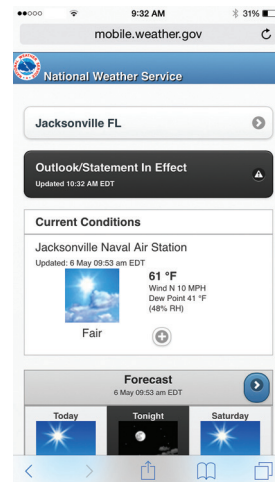 9:32 AM
31%
mobile.weather.gov
National Weather Service
Jacksonville FL
Outlook/Statement In Effect
Updated 10:32 AM EDT
Current Conditions
Jacksonville Naval Air Station
Updated: 6 May 09:53 am EDT
61 °F
Wind N 10 MPH
Dew Point 41 °F
(48% RH)
Fair
Forecast
6 May 09:53 am EDT
Today
Tonight
Saturday